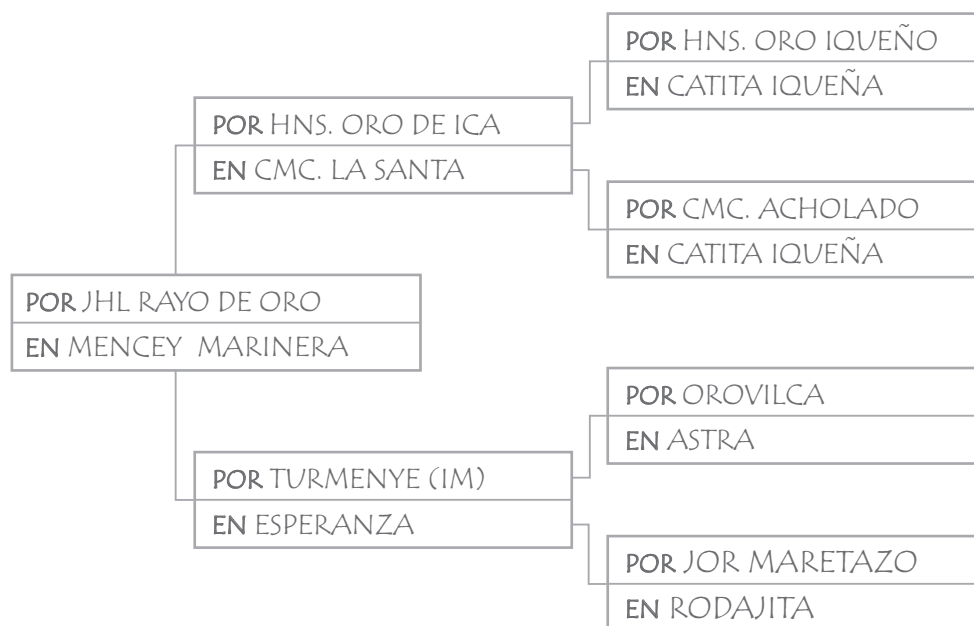 POR HNS. ORO IQUEÑO
EN CATITA IQUEÑA
POR HNS. ORO DE ICA
EN CMC. LA SANTA
POR CMC. ACHOLADO
EN CATITA IQUEÑA
POR JHL RAYO DE ORO
EN MENCEY MARINERA
POR OROVILCA
EN ASTRA
POR TURMENYE (IM)
EN ESPERANZA
POR JOR MARETAZO
EN RODAJITA